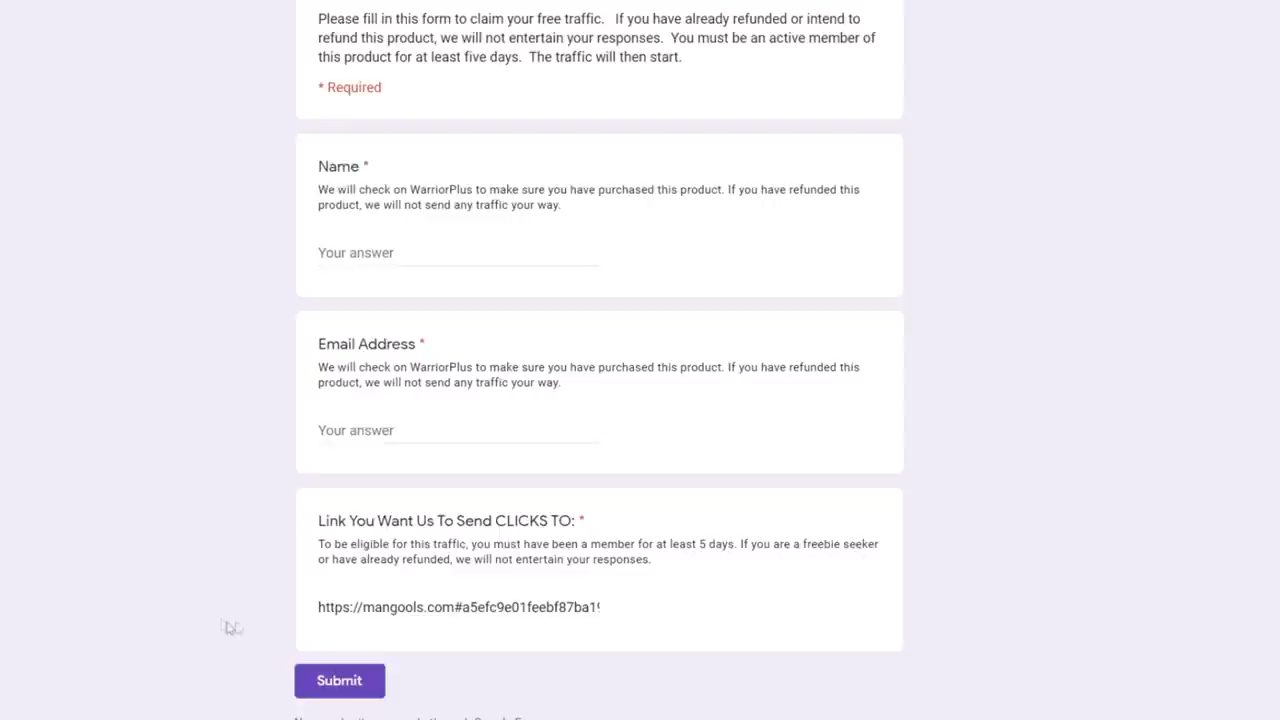 Please fill in this form to claim your free traffic. If you have already refunded or intend to
refund this product, we will not entertain your responses. You must be an active member of
this product for at least five days. The traffic will then start.
* Required
Name *
We will check on WarriorPlus to make sure you have purchased this product. If you have refunded this
product, we will not send any traffic your way.
Your answer
Email Address *
We will check on WarriorPlus to make sure you have purchased this product. If you have refunded this
product, we will not send any traffic your way.
Your answer
Link You Want Us To Send CLICKS TO: *
To be eligible for this traffic, you must have been a member for at least 5 days. If you are a freebie seeker
or have already refunded, we will not entertain your responses.
https://mangools.com#a5efc9e01feebf87ba1
Submit